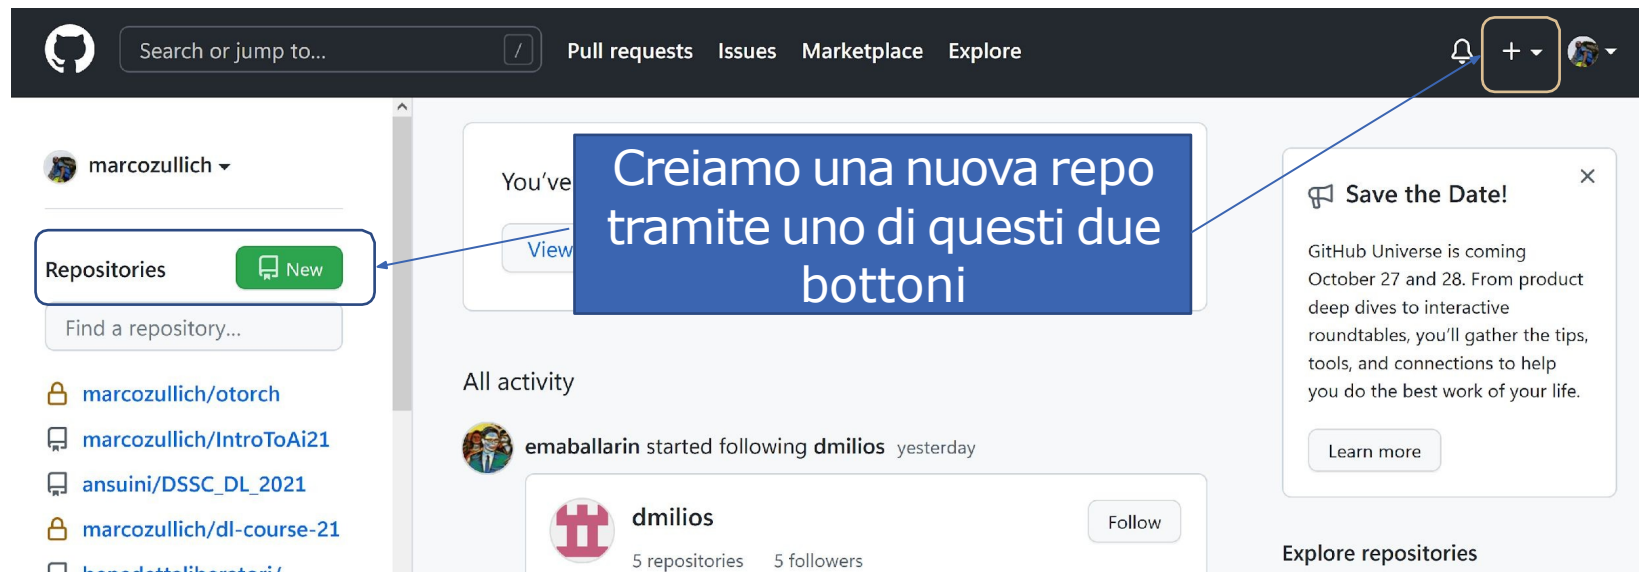 Search or jump to...
/
Pull requests Issues Marketplace Explore
marcozullich
Repositories
New
Find a repository...
marcozullich/otorch
marcozullich/IntroToAi21
ansuini/DSSC_DL_2021
marcozullich/dl-course-21
You've
View
Creiamo una nuova repo
tramite uno di questi due
bottoni
All activity
emaballarin started following dmilios yesterday
dmilios
Follow
5 repositories 5 followers
Save the Date!
GitHub Universe is coming
October 27 and 28. From product
deep dives to interactive
roundtables, you'll gather the tips,
tools, and connections to help
you do the best work of your life.
Learn more
Explore repositories